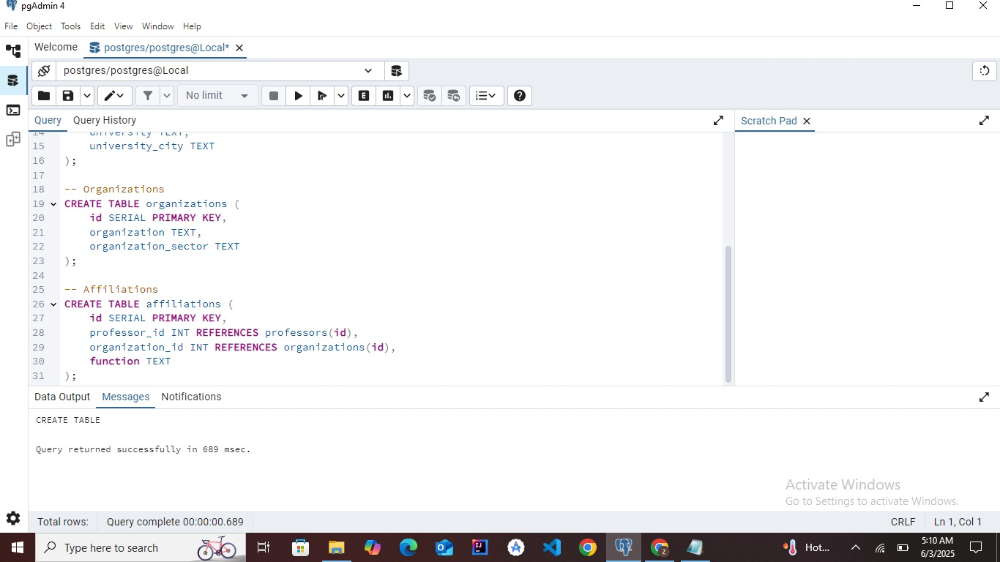 pgAdmin 4
File Object Tools Edit View Window Help
Welcome postgres/postgres@Local*
postgres/postgres@Local
No limit
E
Query Query History
Scratch Pad
14 university TEXT,
15 university_city TEXT
16 );
17
18 -- Organizations
19 CREATE TABLE organizations (
20 id SERIAL PRIMARY KEY,
21 organization TEXT,
22 organization_sector TEXT
23 );
24
25 -- Affiliations
26 CREATE TABLE affiliations (
27 id SERIAL PRIMARY KEY,
28 professor_id INT REFERENCES professors(id),
29 organization_id INT REFERENCES organizations(id),
30 function TEXT
31 );
Data Output Messages Notifications
CREATE TABLE
Query returned successfully in 689 msec.
Activate Windows
Go to Settings to activate Windows.
Total rows: Query complete 00:00:00.689 CRLF Ln 1, Col 1
Type here to search
Hot...
5:10 AM
6/3/2025